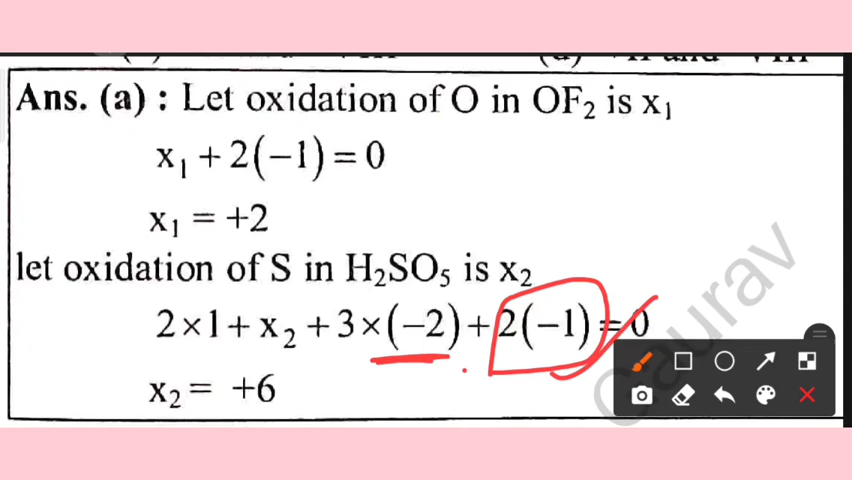 Ans. (a) : Let oxidation of O in OF₂ is x₁
x₁ + 2(−1) = 0
x₁ = +2
let oxidation of S in H₂SO₅ is x₂
2×1 + x₂ + 3×(−2) + 2(−1) = 0
x₂ = +6
Gaurav